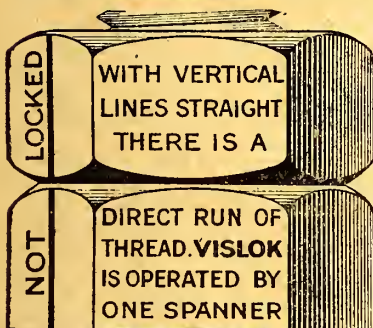 LOCKED
WITH VERTICAL
LINES STRAIGHT
THERE IS A
NOT
DIRECT RUN OF
THREAD. VISLOK
IS OPERATED BY
ONE SPANNER